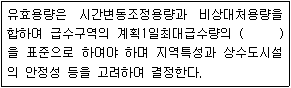 유효용량은 시간변동조정용량과 비상대처용량을
합하여 급수구역의 계획1일최대급수량의 (    )
을 표준으로 하여야 하며 지역특성과 상수도시설
의 안정성 등을 고려하여 결정한다.